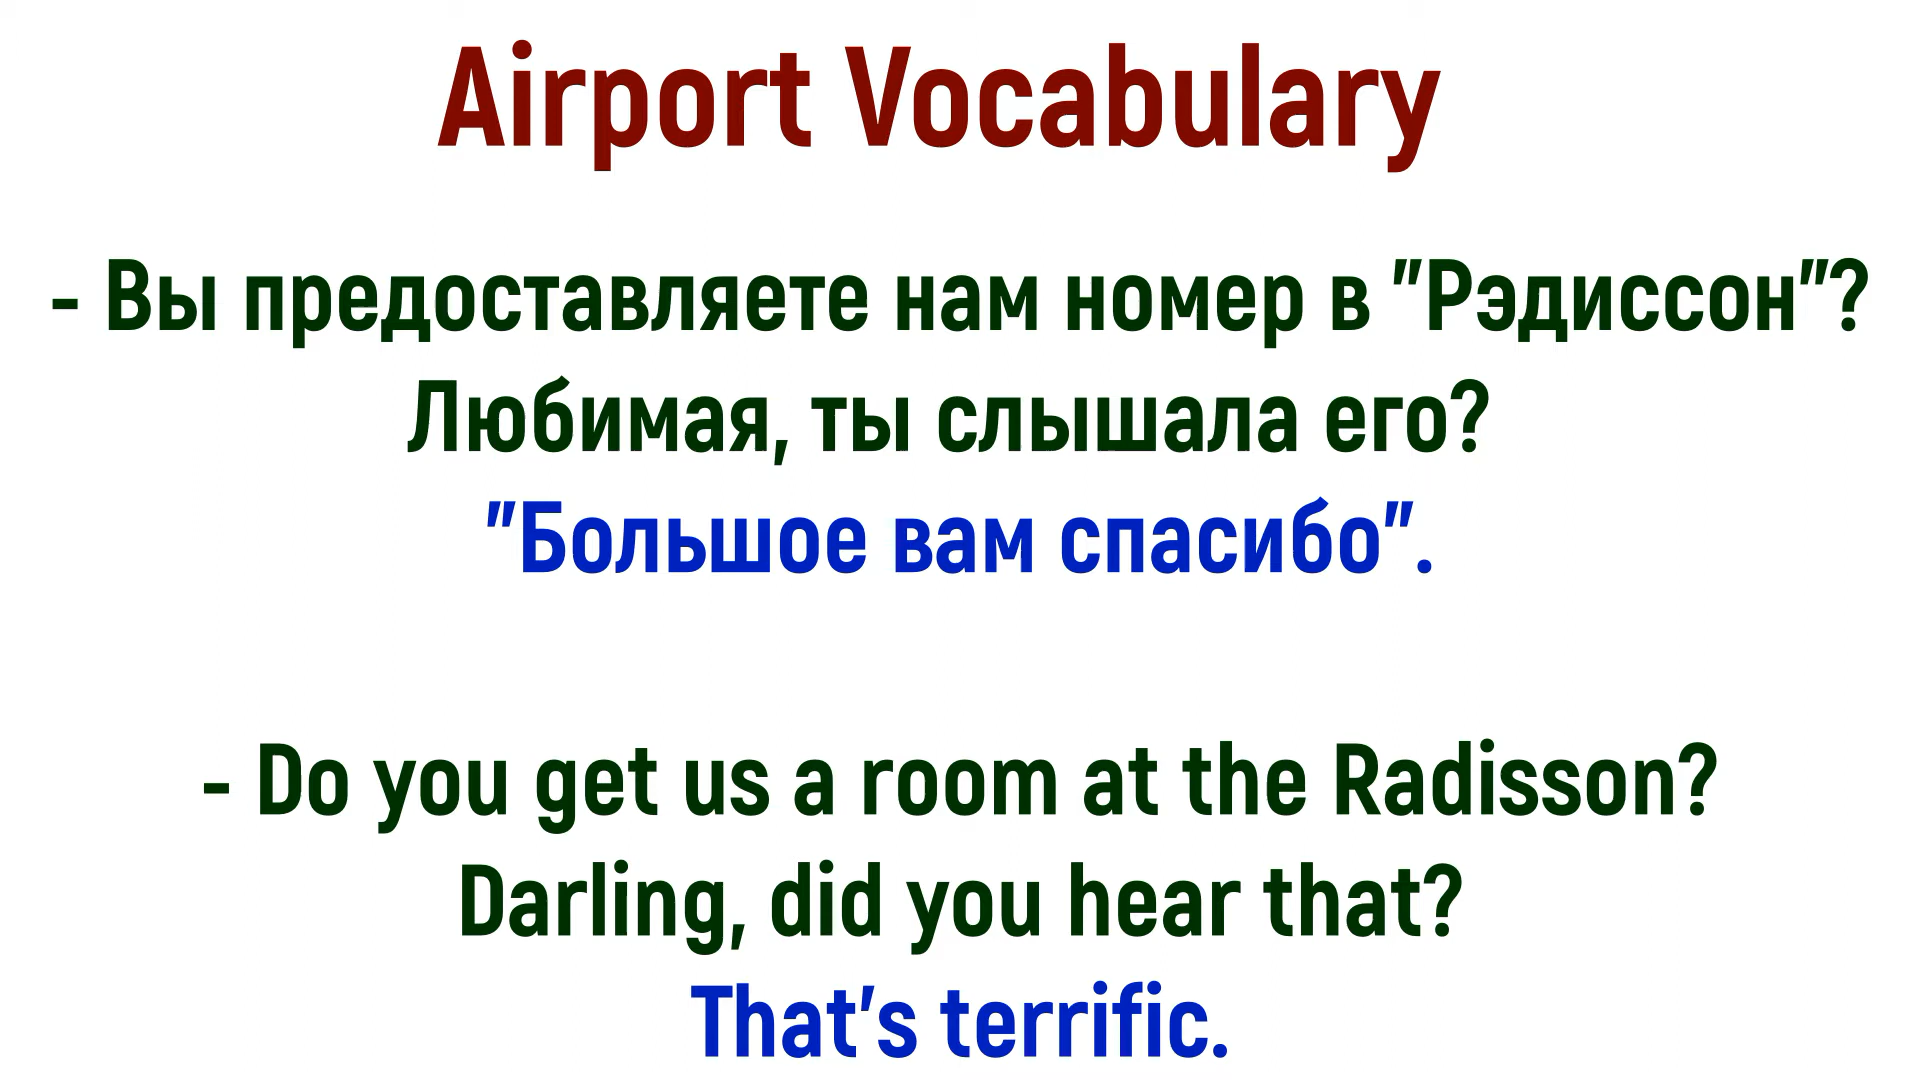 Airport Vocabulary
- Вы предоставляете нам номер в "Рэдиссон"?
Любимая, ты слышала его?
"Большое вам спасибо".
- Do you get us a room at the Radisson?
Darling, did you hear that?
That's terrific.